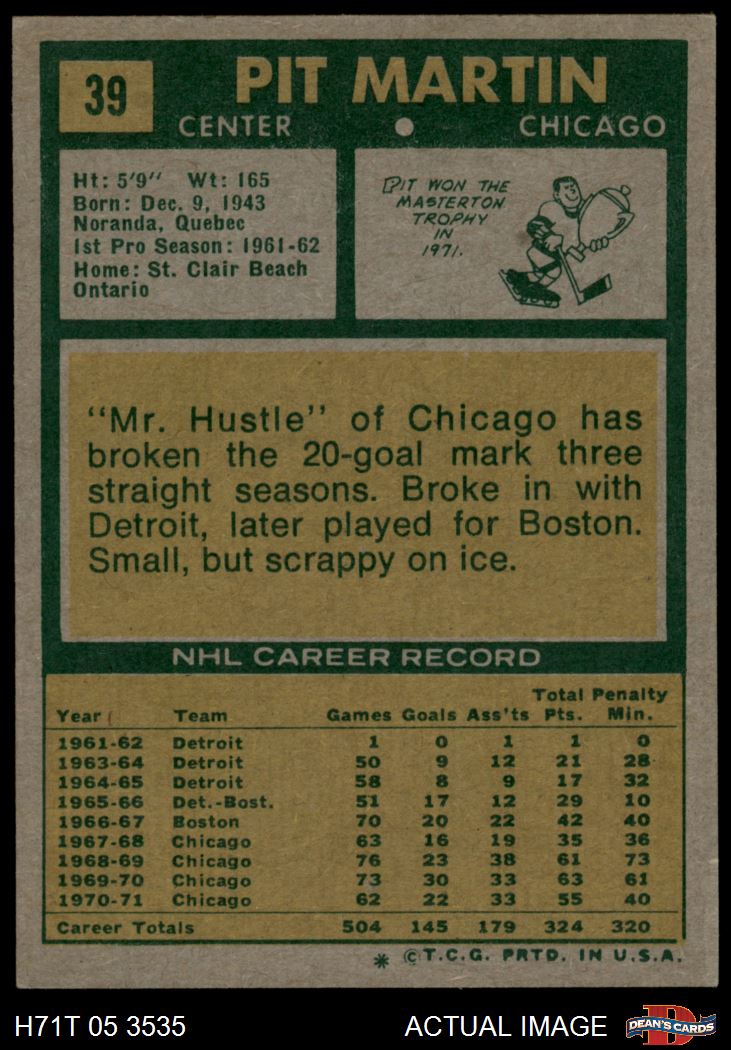 39
PIT MARTIN
CENTER • CHICAGO
Ht: 5'9" Wt: 165
Born: Dec. 9, 1943
Noranda, Quebec
1st Pro Season: 1961-62
Home: St. Clair Beach
Ontario
PIT WON THE
MASTERTON
TROPHY
IN
1971.
"Mr. Hustle" of Chicago has
broken the 20-goal mark three
straight seasons. Broke in with
Detroit, later played for Boston.
Small, but scrappy on ice.
NHL CAREER RECORD
Total Penalty
Year Team Games Goals Ass'ts Pts. Min.
1961-62 Detroit 1 0 1 1 0
1963-64 Detroit 50 9 12 21 28
1964-65 Detroit 58 8 9 17 32
1965-66 Det.-Bost. 51 17 12 29 10
1966-67 Boston 70 20 22 42 40
1967-68 Chicago 63 16 19 35 36
1968-69 Chicago 76 23 38 61 73
1969-70 Chicago 73 30 33 63 61
1970-71 Chicago 62 22 33 55 40
Career Totals 504 145 179 324 320
* © T.C.G. PRTD. IN U.S.A.
H71T 05 3535 ACTUAL IMAGE D DEAN'S CARDS